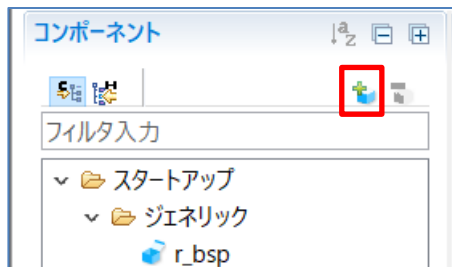 コンポーネント
フィルタ入力
スタートアップ
ジェネリック
r_bsp